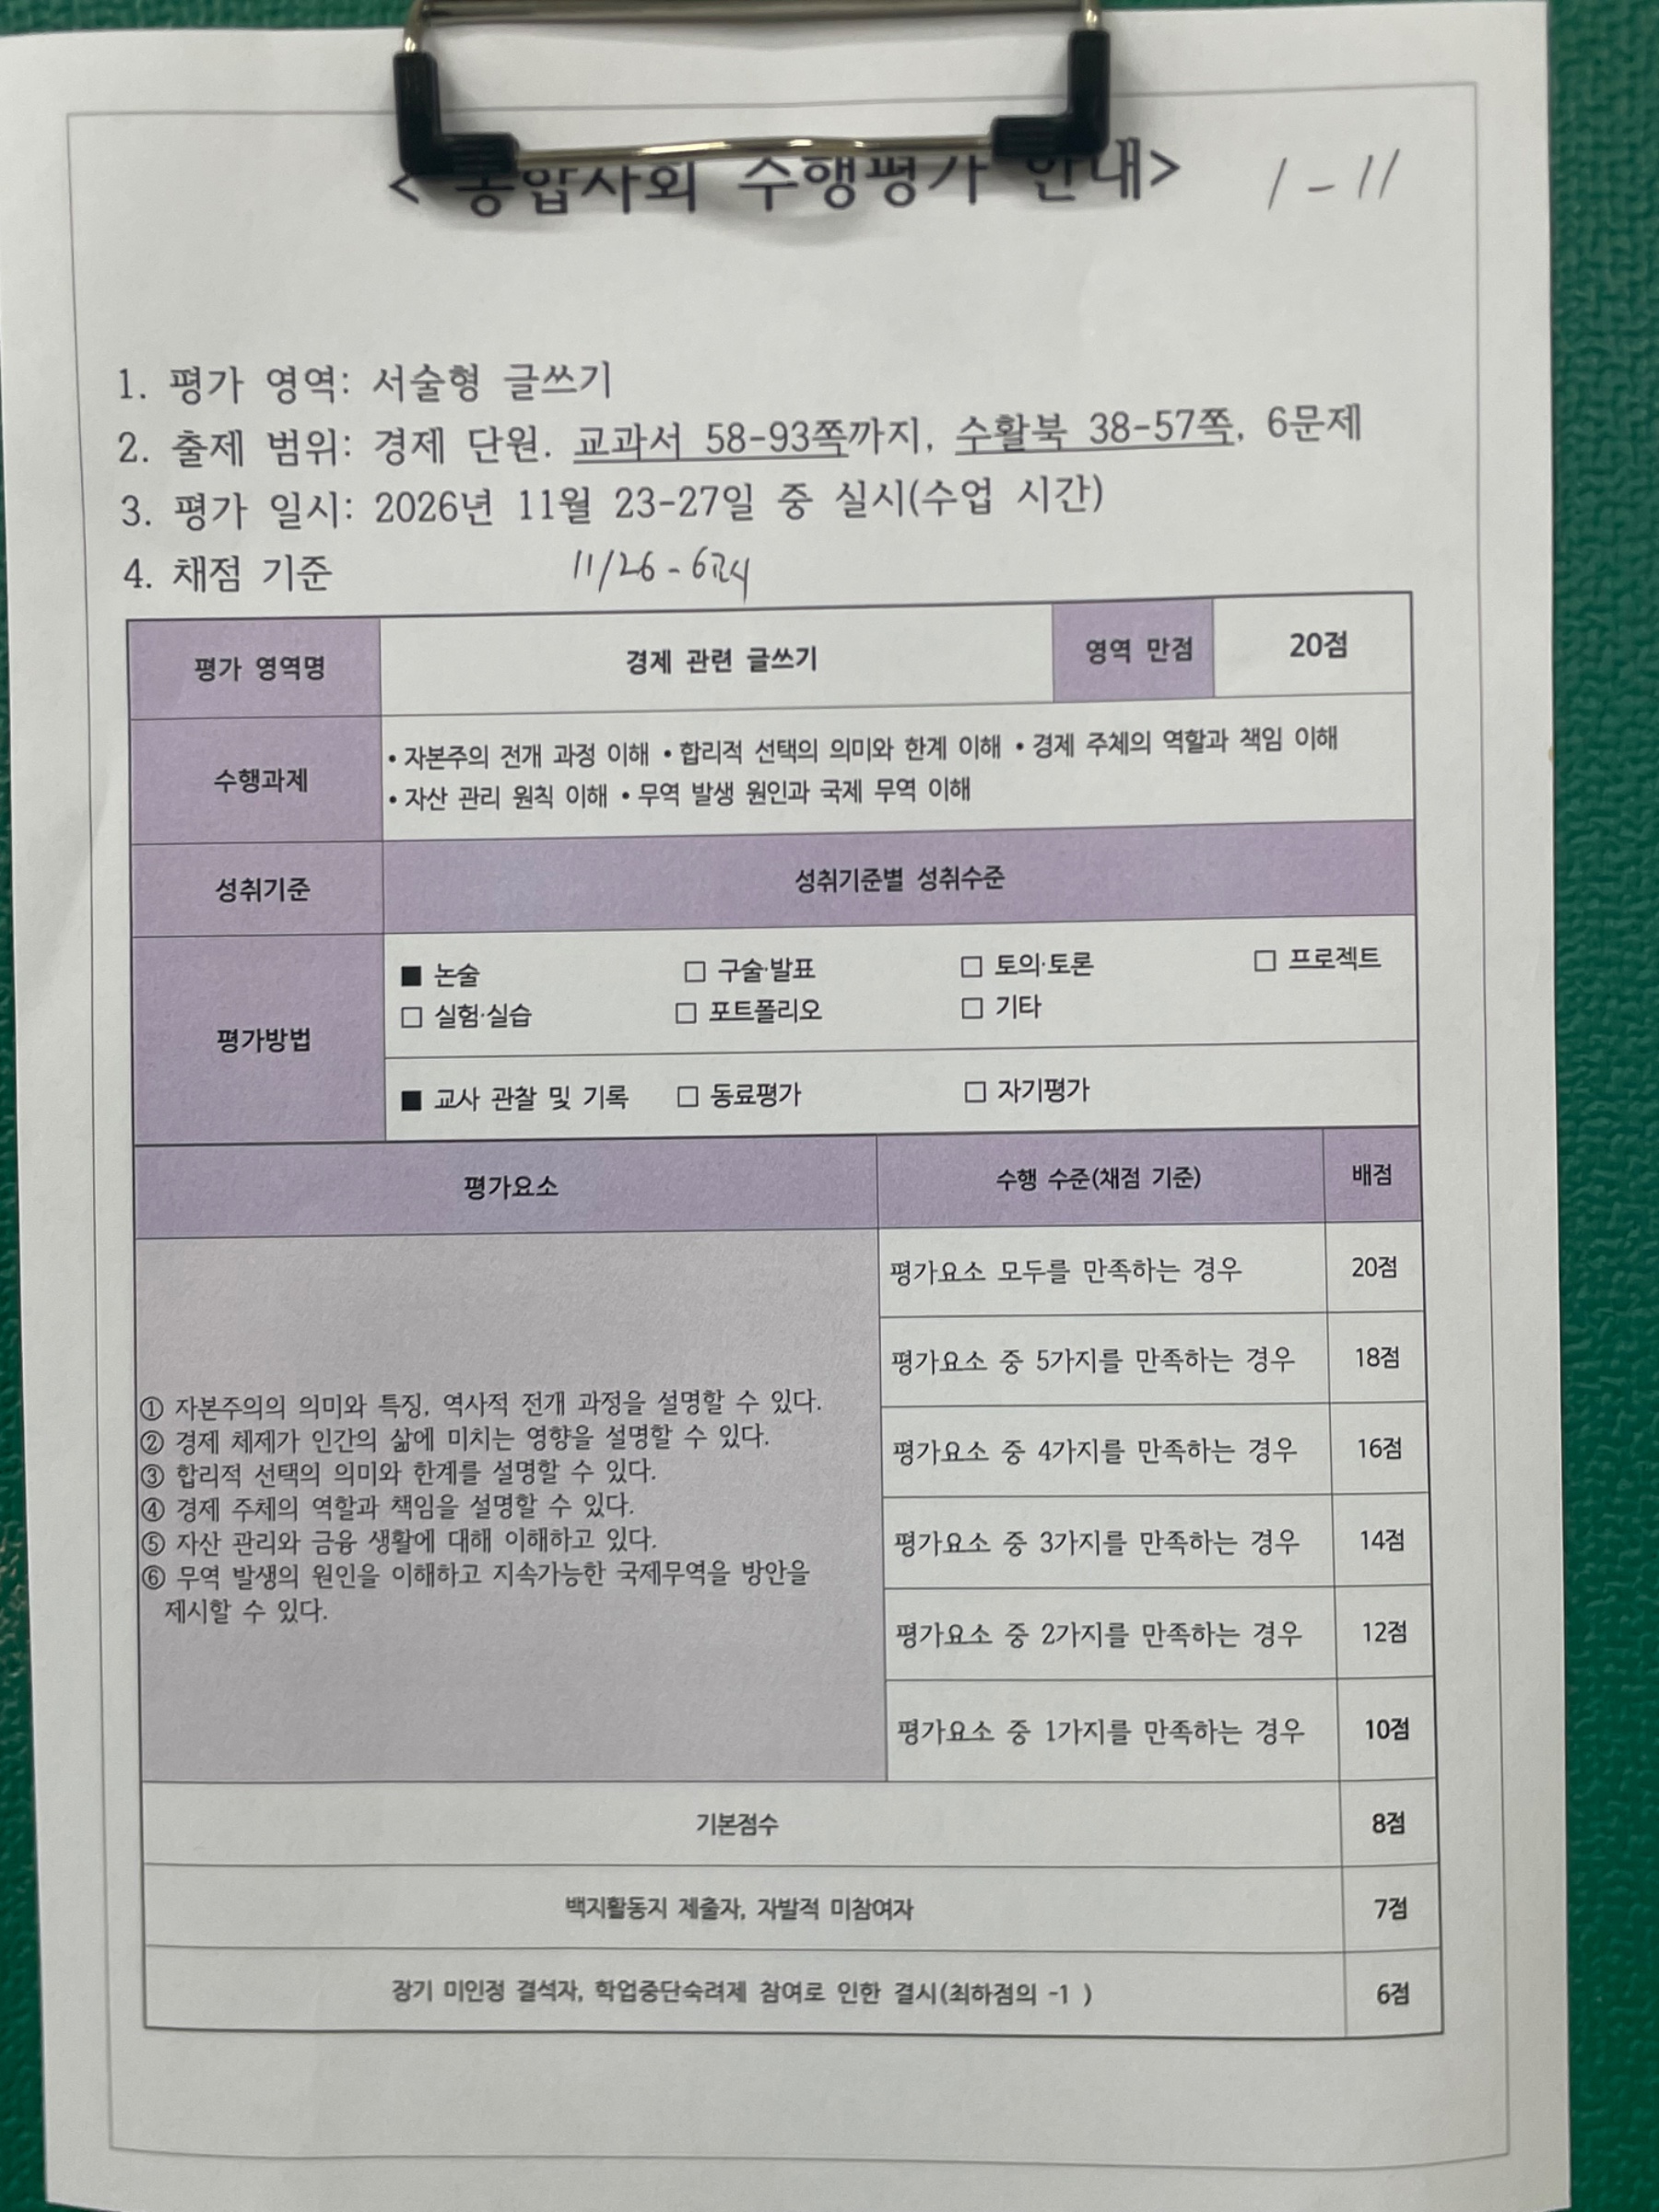 < 통합사회 수행평가 안내> 1-11
1. 평가 영역: 서술형 글쓰기
2. 출제 범위: 경제 단원. 교과서 58-93쪽까지, 수활북 38-57쪽, 6문제
3. 평가 일시: 2026년 11월 23-27일 중 실시(수업 시간)
4. 채점 기준 11/26-6교시
평가 영역명 경제 관련 글쓰기 영역 만점 20점
수행과제
• 자본주의 전개 과정 이해 • 합리적 선택의 의미와 한계 이해 • 경제 주체의 역할과 책임 이해
• 자산 관리 원칙 이해 • 무역 발생 원인과 국제 무역 이해
성취기준 성취기준별 성취수준
평가방법
■ 논술 □ 구술·발표 □ 토의·토론 □ 프로젝트
□ 실험·실습 □ 포트폴리오 □ 기타
■ 교사 관찰 및 기록 □ 동료평가 □ 자기평가
평가요소 수행 수준(채점 기준) 배점
① 자본주의의 의미와 특징, 역사적 전개 과정을 설명할 수 있다.
② 경제 체제가 인간의 삶에 미치는 영향을 설명할 수 있다.
③ 합리적 선택의 의미와 한계를 설명할 수 있다.
④ 경제 주체의 역할과 책임을 설명할 수 있다.
⑤ 자산 관리와 금융 생활에 대해 이해하고 있다.
⑥ 무역 발생의 원인을 이해하고 지속가능한 국제무역을 방안을
제시할 수 있다.
평가요소 모두를 만족하는 경우 20점
평가요소 중 5가지를 만족하는 경우 18점
평가요소 중 4가지를 만족하는 경우 16점
평가요소 중 3가지를 만족하는 경우 14점
평가요소 중 2가지를 만족하는 경우 12점
평가요소 중 1가지를 만족하는 경우 10점
기본점수 8점
백지활동지 제출자, 자발적 미참여자 7점
장기 미인정 결석자, 학업중단숙려제 참여로 인한 결시(최하점의 -1 ) 6점